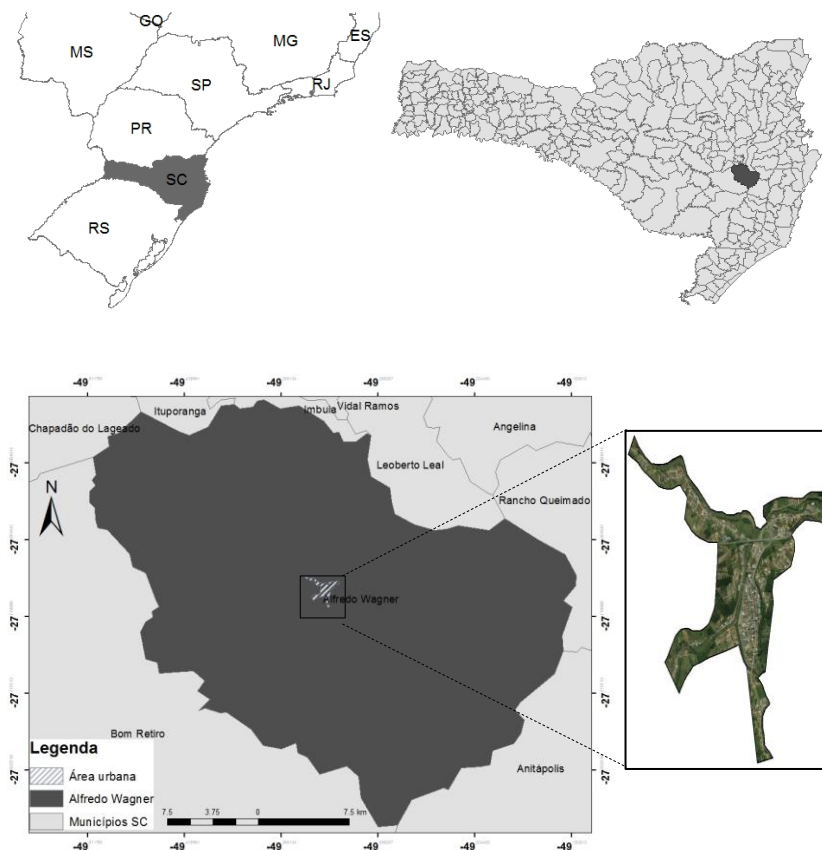 GO
MS
MG
ES
SP
RJ
PR
SC
RS
-49
-49
-49
-49
-49
-49
Ituporanga
Imbuia
Vidal Ramos
Chapadão do Lageado
Angelina
Leoberto Leal
-27
-27
N
Rancho Queimado
-27
-27
Alfredo Wagner
-27
-27
-27
-27
Bom Retiro
Legenda
Anitápolis
-27
-27
Área urbana
Alfredo Wagner
Municípios SC
7.5 3.75 0 7.5 km
-49
-49
-49
-49
-49
-49